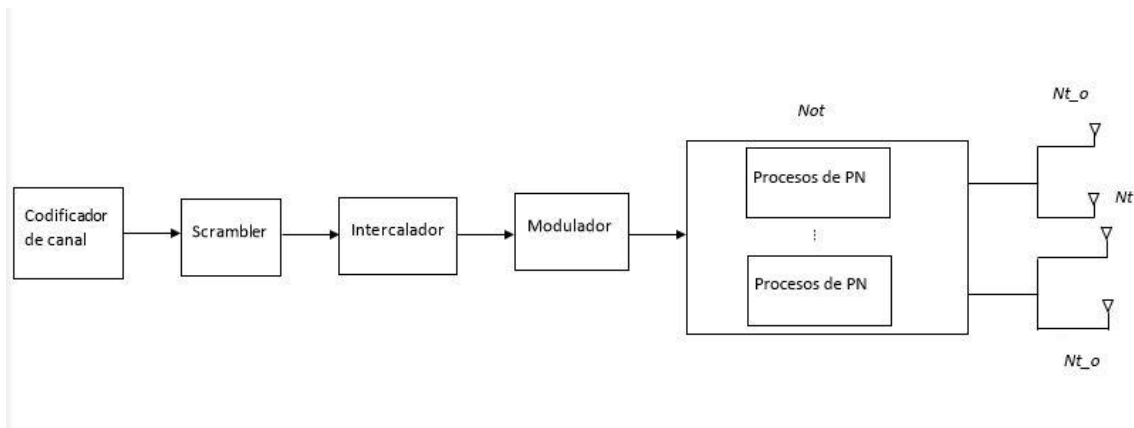 Codificador
de canal
Scrambler
Intercalador
Modulador
Not
Procesos de PN
Procesos de PN
Nt_o
Nt
Nt_o